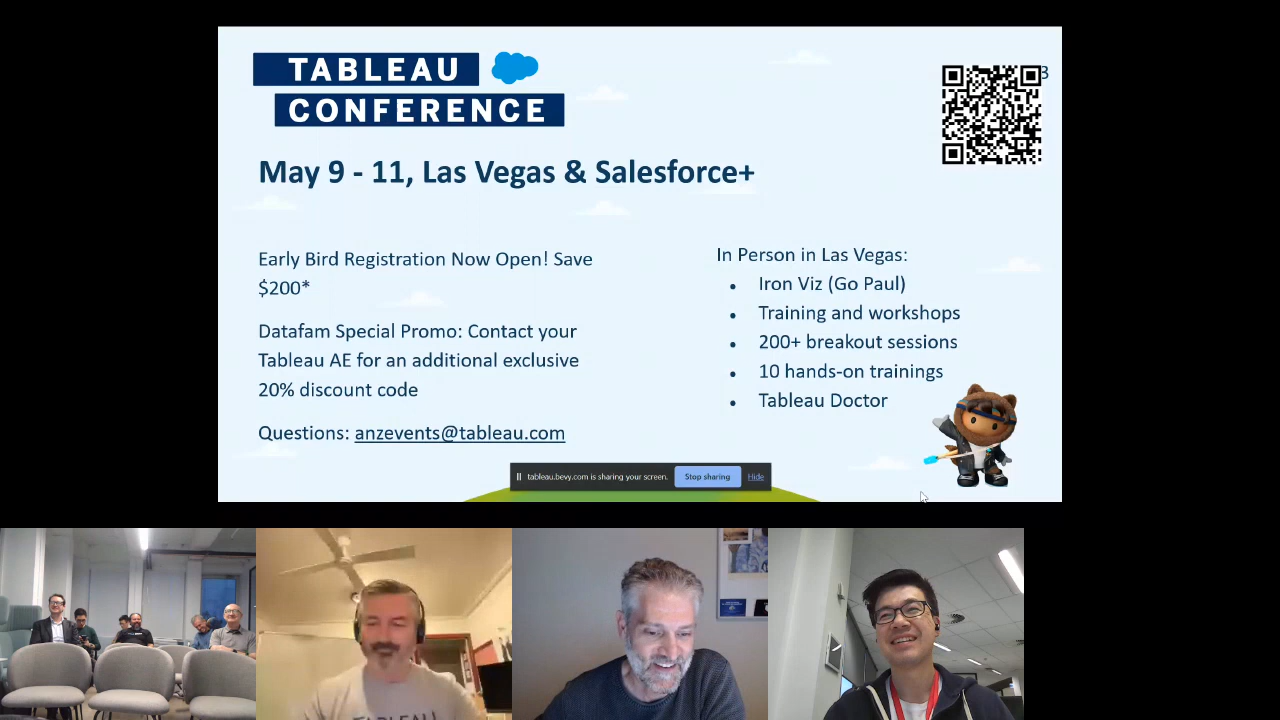 TABLEAU
CONFERENCE
3
May 9 - 11, Las Vegas & Salesforce+
Early Bird Registration Now Open! Save
$200*
Datafam Special Promo: Contact your
Tableau AE for an additional exclusive
20% discount code
Questions: anzevents@tableau.com
In Person in Las Vegas:
• Iron Viz (Go Paul)
• Training and workshops
• 200+ breakout sessions
• 10 hands-on trainings
• Tableau Doctor
tableau.bevy.com is sharing your screen. Stop sharing Hide
TABLEAU